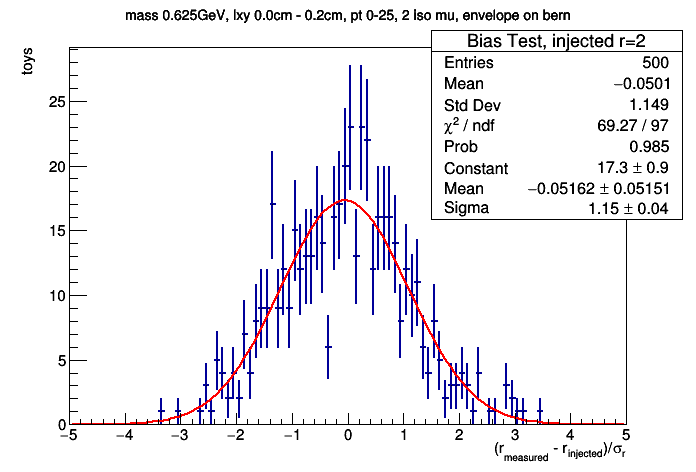 mass 0.625GeV, lxy 0.0cm - 0.2cm, pt 0-25, 2 iso mu, envelope on bern
Bias Test, injected r=2
Entries 500
Mean −0.0501
Std Dev 1.149
χ² / ndf 69.27 / 97
Prob 0.985
Constant 17.3 ± 0.9
Mean −0.05162 ± 0.05151
Sigma 1.15 ± 0.04
toys
25
20
15
10
5
0
−5 −4 −3 −2 −1 0 1 2 3 4 5
(r_measured - r_injected)/σ_r